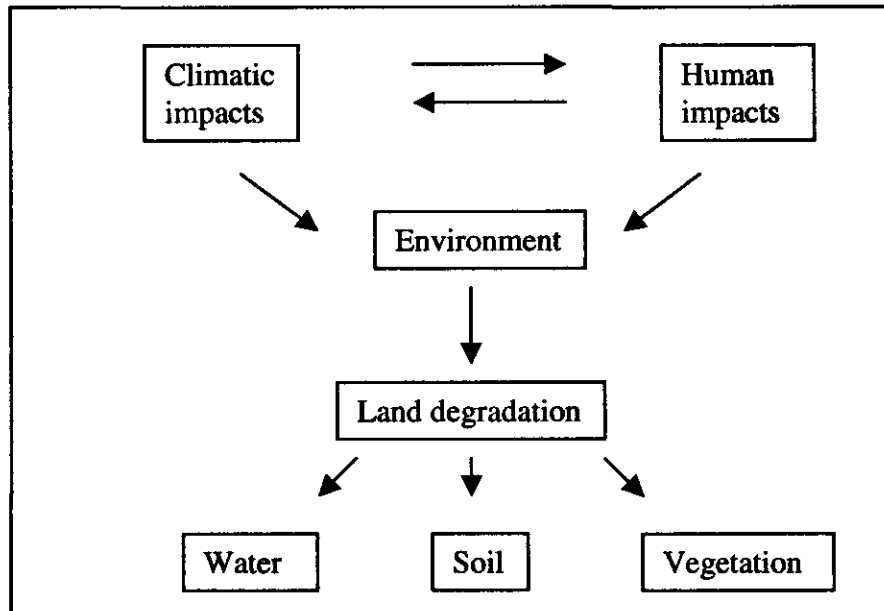 Climatic
impacts
Human
impacts
Environment
Land degradation
Water
Soil
Vegetation